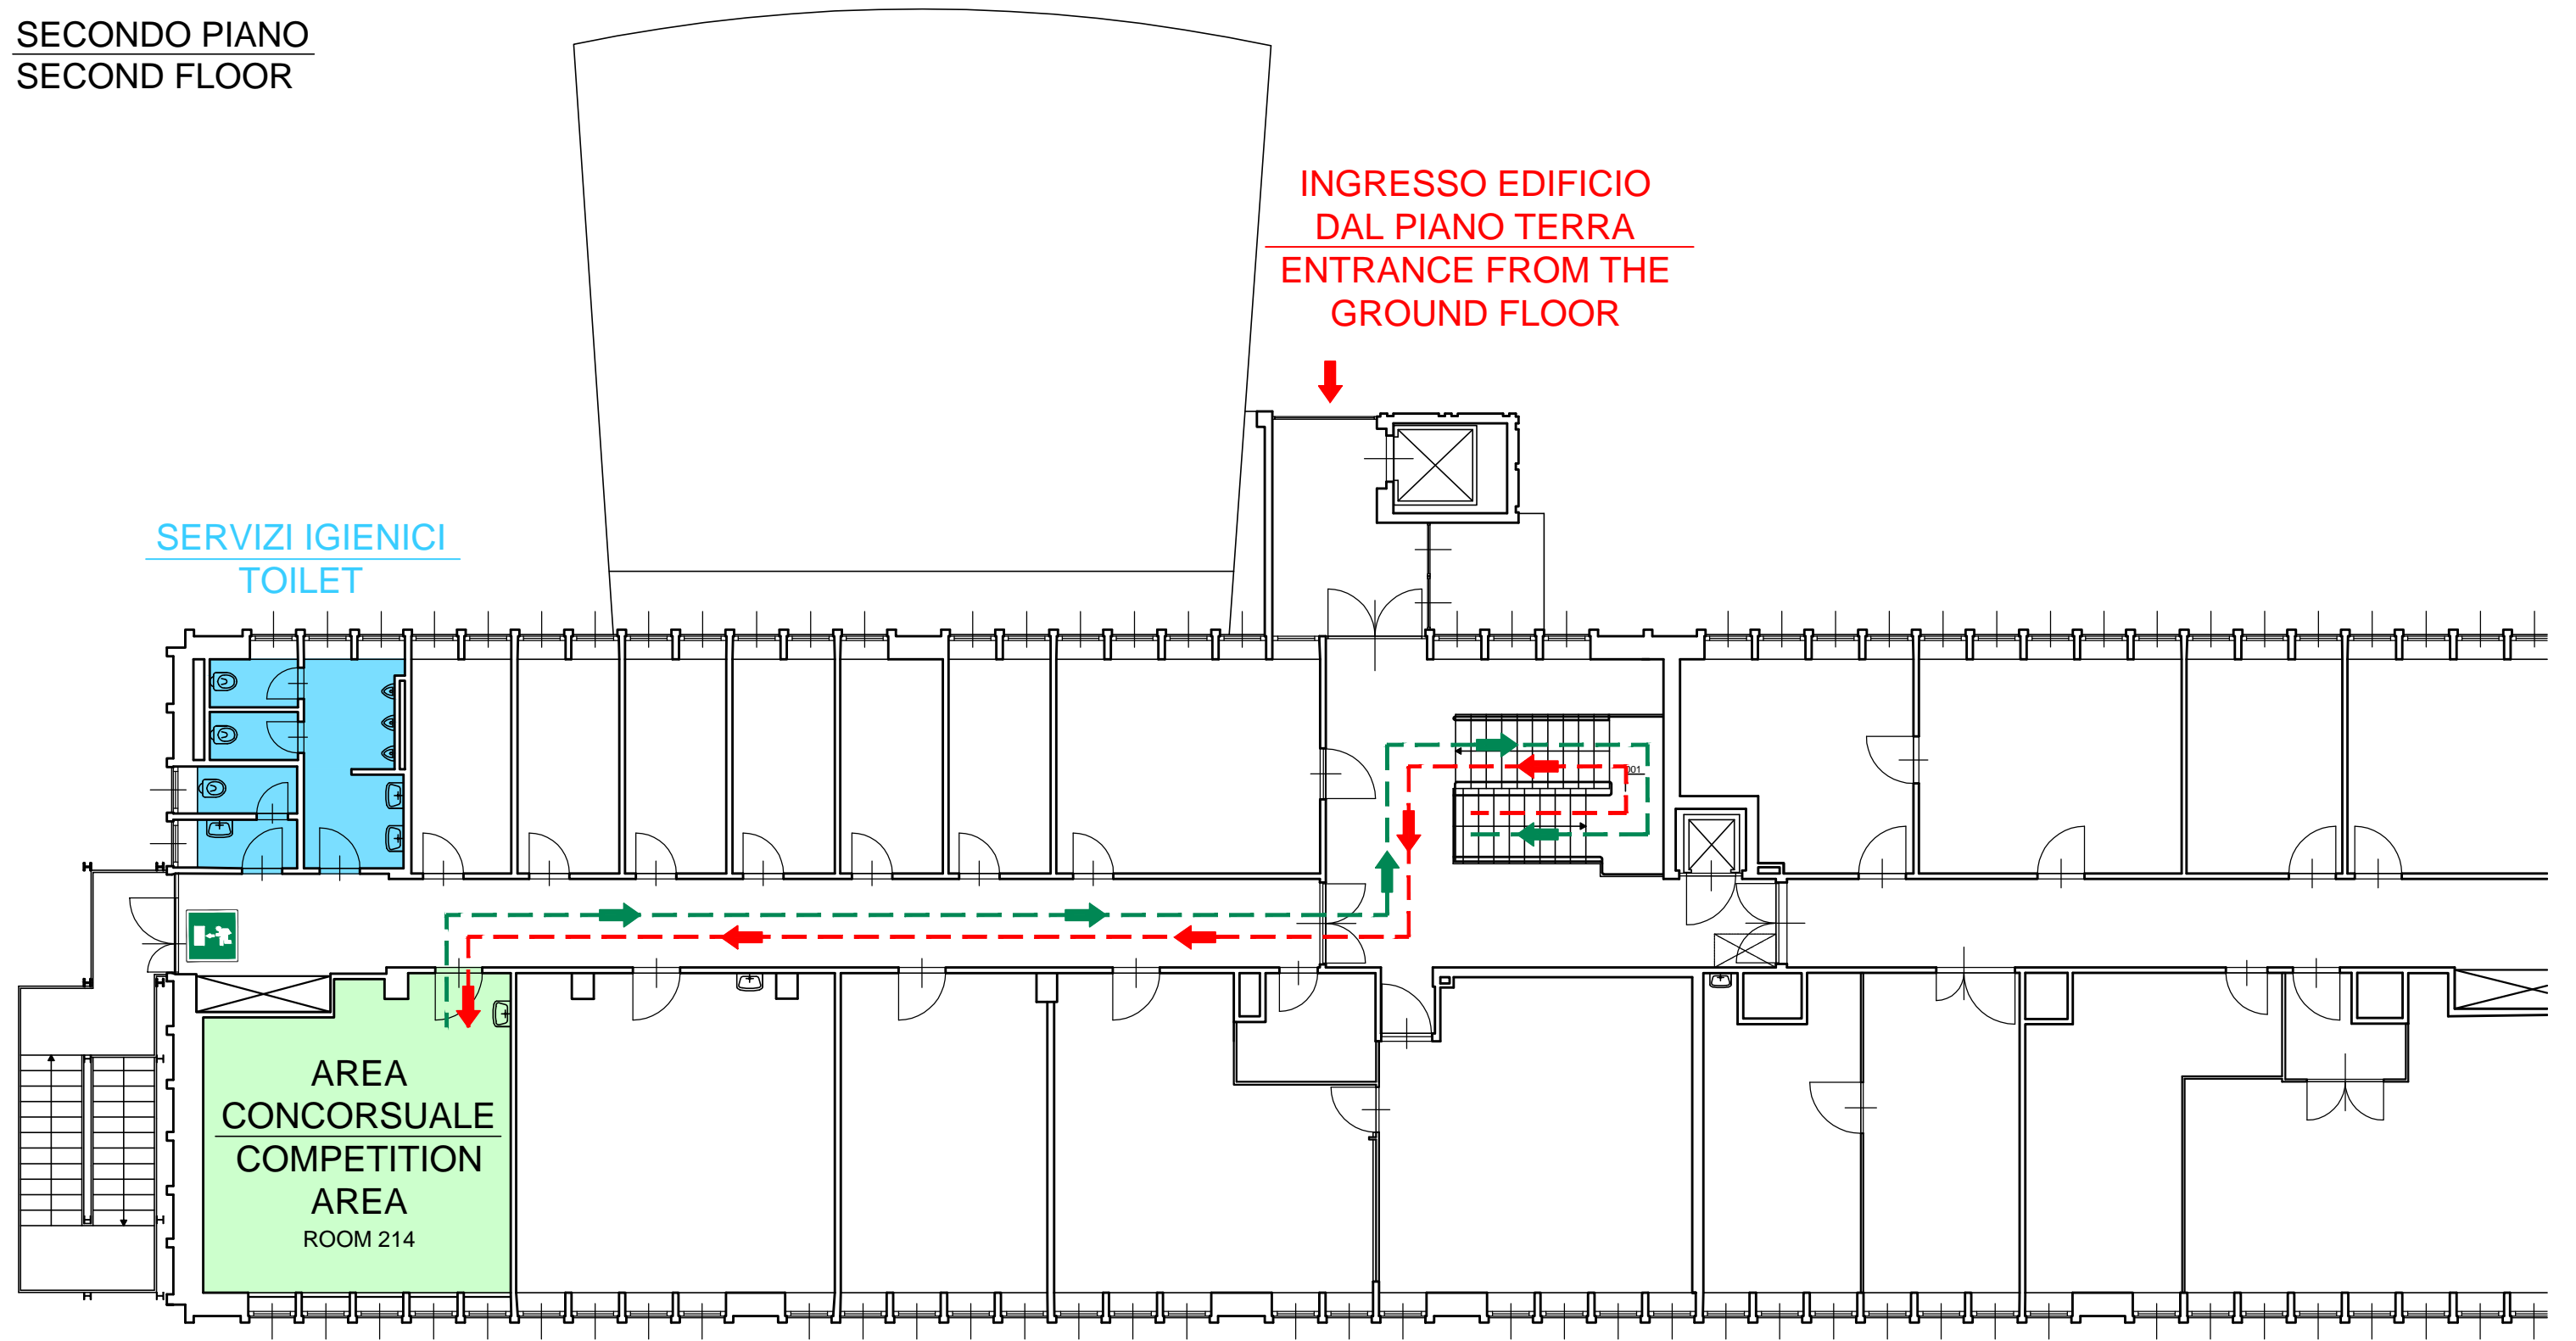 SECONDO PIANO
SECOND FLOOR
INGRESSO EDIFICIO
DAL PIANO TERRA
ENTRANCE FROM THE
GROUND FLOOR
SERVIZI IGIENICI
TOILET
001
AREA
CONCORSUALE
COMPETITION
AREA
ROOM 214